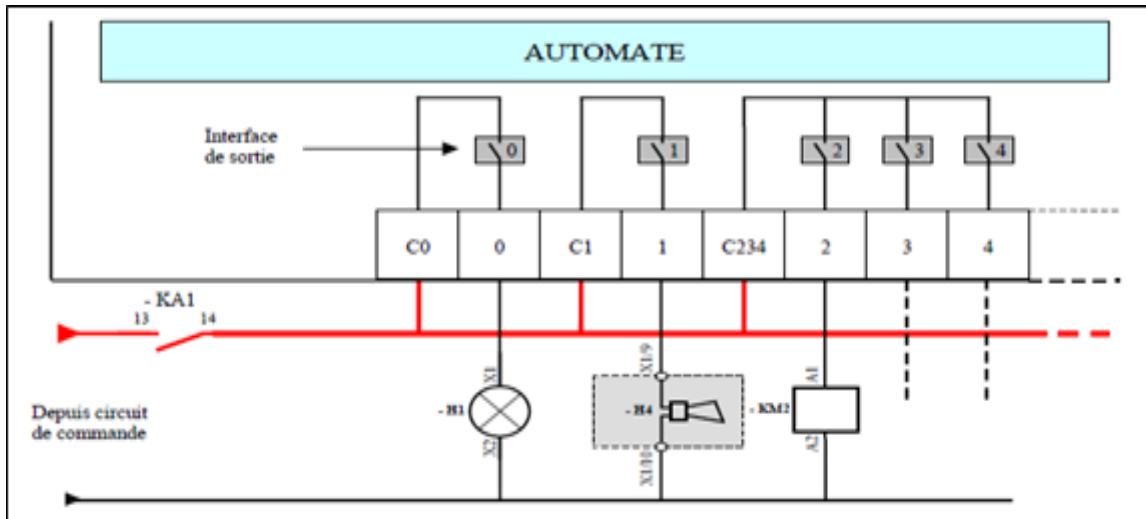 AUTOMATE
Interface
de sortie
0
1
2
3
4
C0
0
C1
1
C234
2
3
4
- KA1
13
14
X1
X1/9
A1
Depuis circuit
de commande
- H1
- H4
- KM2
X2
X1/10
A2